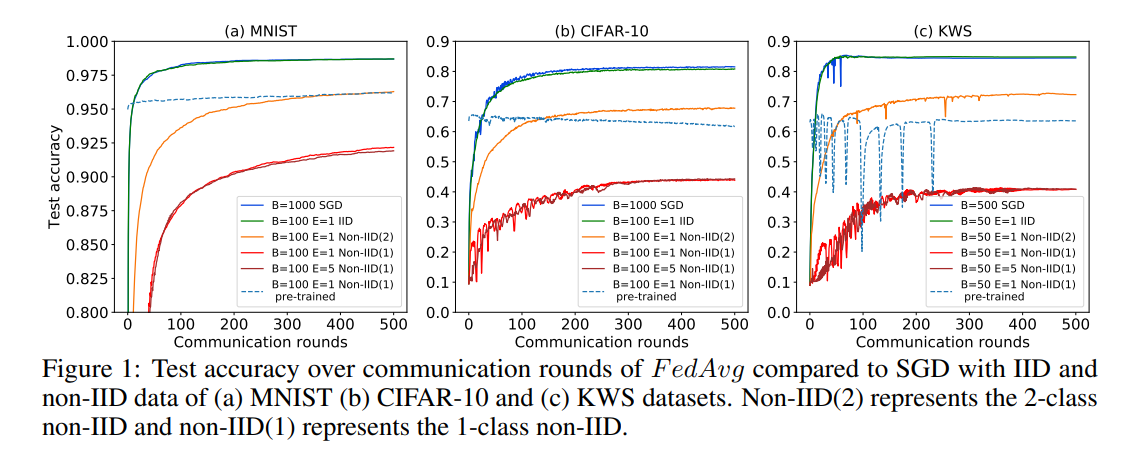 (a) MNIST
1.000
0.975
0.950
0.925
0.900
0.875
0.850
0.825
0.800
Test accuracy
0 100 200 300 400 500
Communication rounds
B=1000 SGD
B=100 E=1 IID
B=100 E=1 Non-IID(2)
B=100 E=1 Non-IID(1)
B=100 E=5 Non-IID(1)
B=100 E=1 Non-IID(1)
pre-trained
(b) CIFAR-10
0.9
0.8
0.7
0.6
0.5
0.4
0.3
0.2
0.1
0.0
0 100 200 300 400 500
Communication rounds
B=1000 SGD
B=100 E=1 IID
B=100 E=1 Non-IID(2)
B=100 E=1 Non-IID(1)
B=100 E=5 Non-IID(1)
B=100 E=1 Non-IID(1)
pre-trained
(c) KWS
0.9
0.8
0.7
0.6
0.5
0.4
0.3
0.2
0.1
0.0
0 100 200 300 400 500
Communication rounds
B=500 SGD
B=50 E=1 IID
B=50 E=1 Non-IID(2)
B=50 E=1 Non-IID(1)
B=50 E=5 Non-IID(1)
B=50 E=1 Non-IID(1)
pre-trained
Figure 1: Test accuracy over communication rounds of FedAvg compared to SGD with IID and
non-IID data of (a) MNIST (b) CIFAR-10 and (c) KWS datasets. Non-IID(2) represents the 2-class
non-IID and non-IID(1) represents the 1-class non-IID.